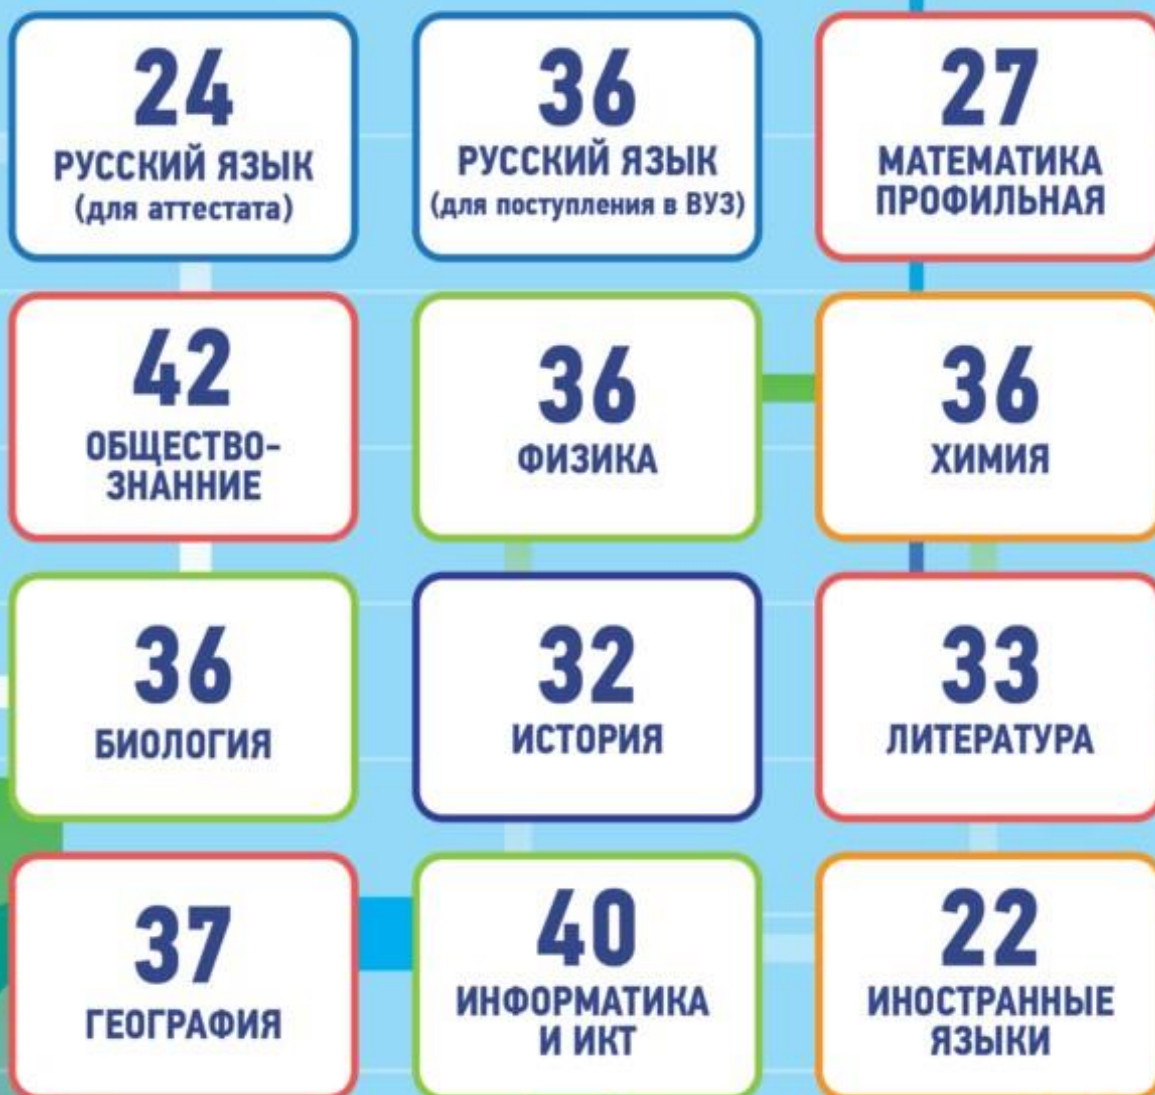 24
РУССКИЙ ЯЗЫК
(для аттестата)
36
РУССКИЙ ЯЗЫК
(для поступления в ВУЗ)
27
МАТЕМАТИКА
ПРОФИЛЬНАЯ
42
ОБЩЕСТВО-
ЗНАННИЕ
36
ФИЗИКА
36
ХИМИЯ
36
БИОЛОГИЯ
32
ИСТОРИЯ
33
ЛИТЕРАТУРА
37
ГЕОГРАФИЯ
40
ИНФОРМАТИКА
И ИКТ
22
ИНОСТРАННЫЕ
ЯЗЫКИ